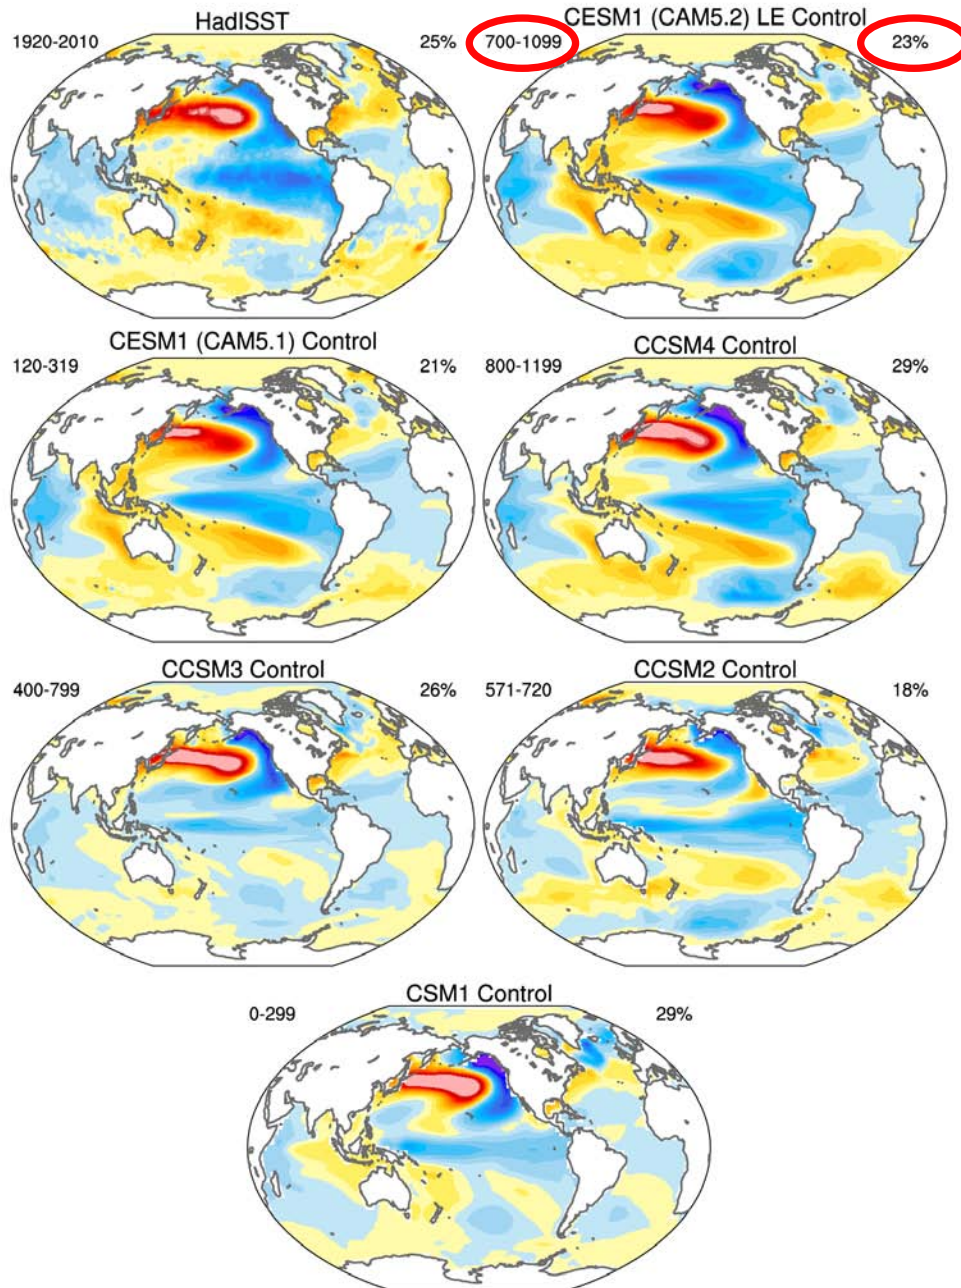 HadISST
1920-2010
25%
CESM1 (CAM5.2) LE Control
700-1099
23%
CESM1 (CAM5.1) Control
120-319
21%
CCSM4 Control
800-1199
29%
CCSM3 Control
400-799
26%
CCSM2 Control
571-720
18%
CSM1 Control
0-299
29%